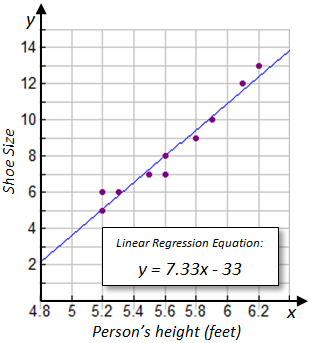 y
14
12
10
8
6
4
2
Shoe Size
Linear Regression Equation:
y = 7.33x - 33
4.8 5 5.2 5.4 5.6 5.8 6 6.2 x
Person's height (feet)